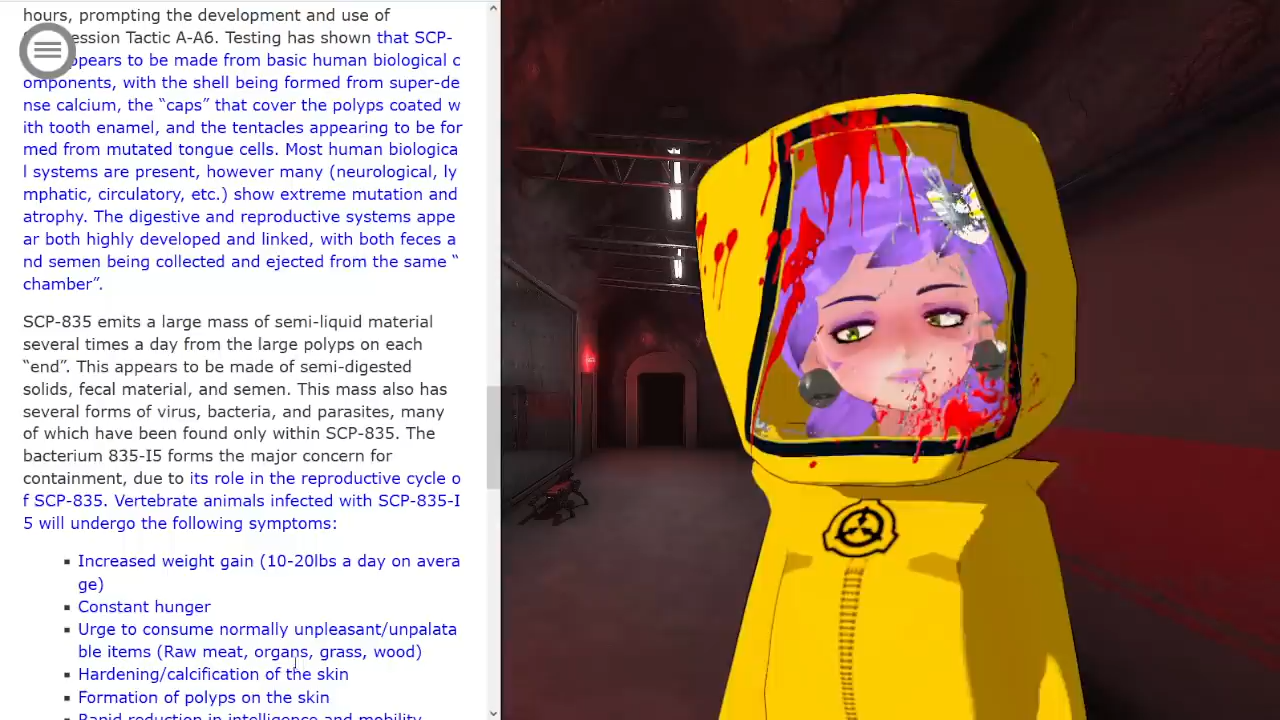 hours, prompting the development and use of
ession Tactic A-A6. Testing has shown that SCP-
ppears to be made from basic human biological c
omponents, with the shell being formed from super-de
nse calcium, the “caps” that cover the polyps coated w
ith tooth enamel, and the tentacles appearing to be for
med from mutated tongue cells. Most human biologica
l systems are present, however many (neurological, ly
mphatic, circulatory, etc.) show extreme mutation and
atrophy. The digestive and reproductive systems appe
ar both highly developed and linked, with both feces a
nd semen being collected and ejected from the same “
chamber”.
SCP-835 emits a large mass of semi-liquid material
several times a day from the large polyps on each
“end”. This appears to be made of semi-digested
solids, fecal material, and semen. This mass also has
several forms of virus, bacteria, and parasites, many
of which have been found only within SCP-835. The
bacterium 835-I5 forms the major concern for
containment, due to its role in the reproductive cycle o
f SCP-835. Vertebrate animals infected with SCP-835-I
5 will undergo the following symptoms:
Increased weight gain (10-20lbs a day on avera
ge)
Constant hunger
Urge to consume normally unpleasant/unpalata
ble items (Raw meat, organs, grass, wood)
Hardening/calcification of the skin
Formation of polyps on the skin
Rapid reduction in intelligence and mobility